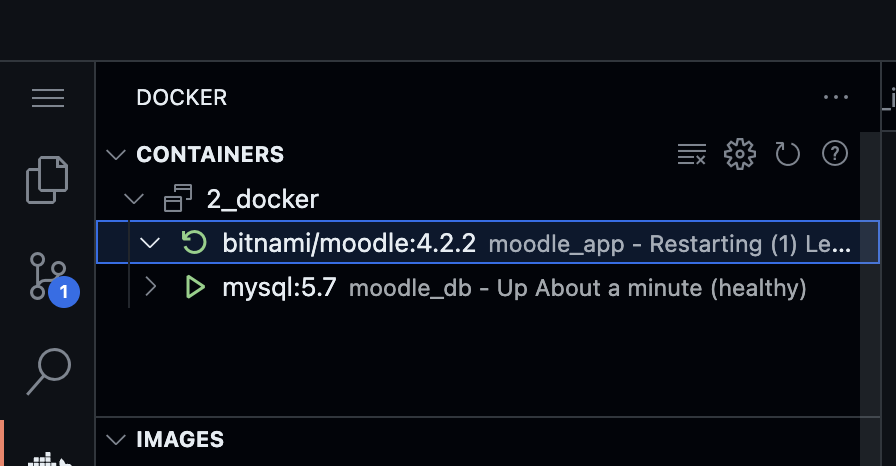 DOCKER
CONTAINERS
2_docker
bitnami/moodle:4.2.2 moodle_app - Restarting (1) Le...
mysql:5.7 moodle_db - Up About a minute (healthy)
1
IMAGES